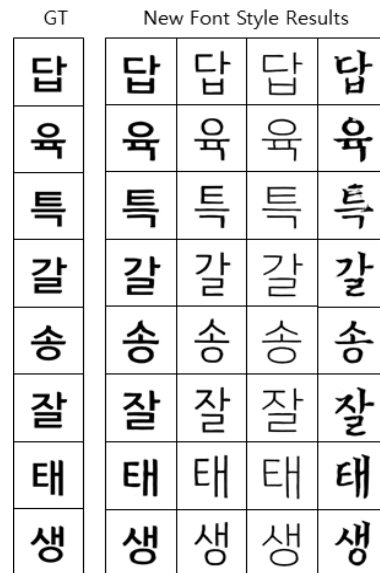 GT New Font Style Results
답 답 답 답 답
육 육 육 육 육
특 특 특 특 특
갈 갈 갈 갈 갈
송 송 송 송 송
잘 잘 잘 잘 잘
태 태 태 태 태
생 생 생 생 생